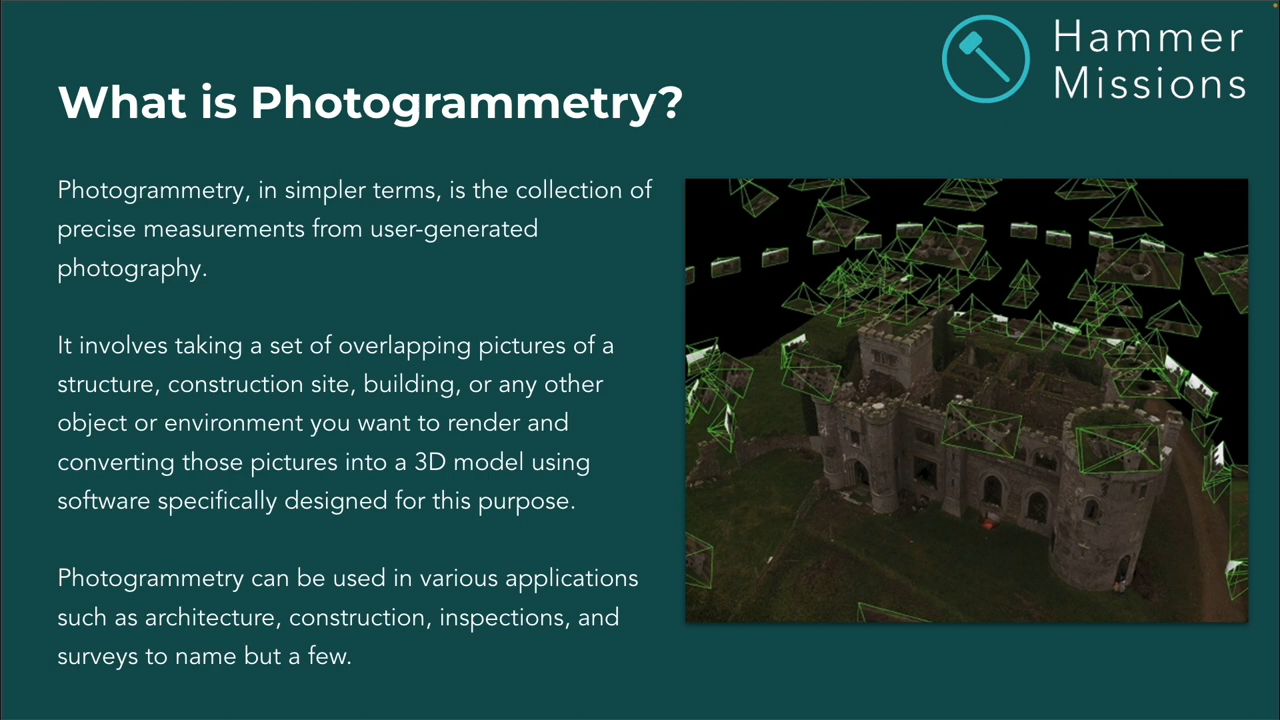 Hammer
Missions
What is Photogrammetry?
Photogrammetry, in simpler terms, is the collection of
precise measurements from user-generated
photography.
It involves taking a set of overlapping pictures of a
structure, construction site, building, or any other
object or environment you want to render and
converting those pictures into a 3D model using
software specifically designed for this purpose.
Photogrammetry can be used in various applications
such as architecture, construction, inspections, and
surveys to name but a few.